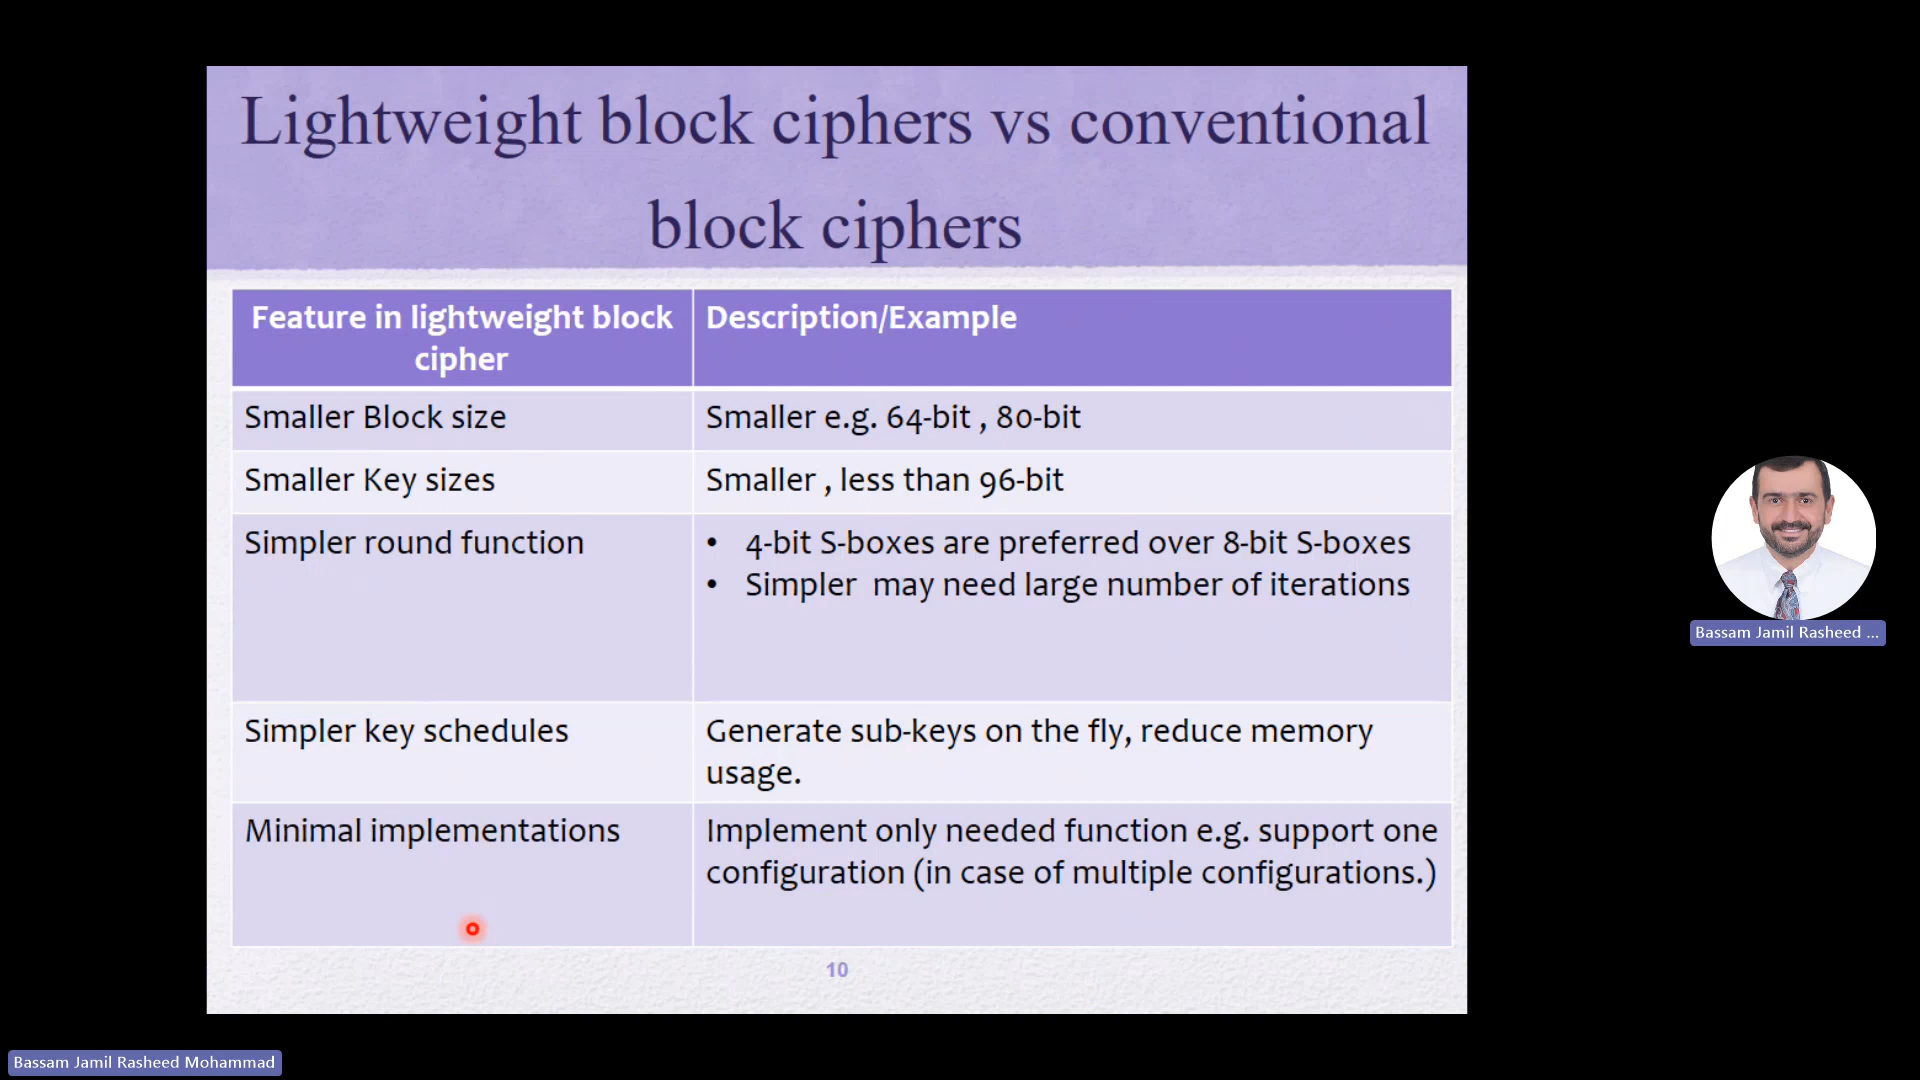 Lightweight block ciphers vs conventional
block ciphers
Feature in lightweight block
cipher
Description/Example
Smaller Block size
Smaller e.g. 64-bit , 80-bit
Smaller Key sizes
Smaller , less than 96-bit
Simpler round function
• 4-bit S-boxes are preferred over 8-bit S-boxes
• Simpler may need large number of iterations
Simpler key schedules
Generate sub-keys on the fly, reduce memory
usage.
Minimal implementations
Implement only needed function e.g. support one
configuration (in case of multiple configurations.)
10
Bassam Jamil Rasheed ...
Bassam Jamil Rasheed Mohammad